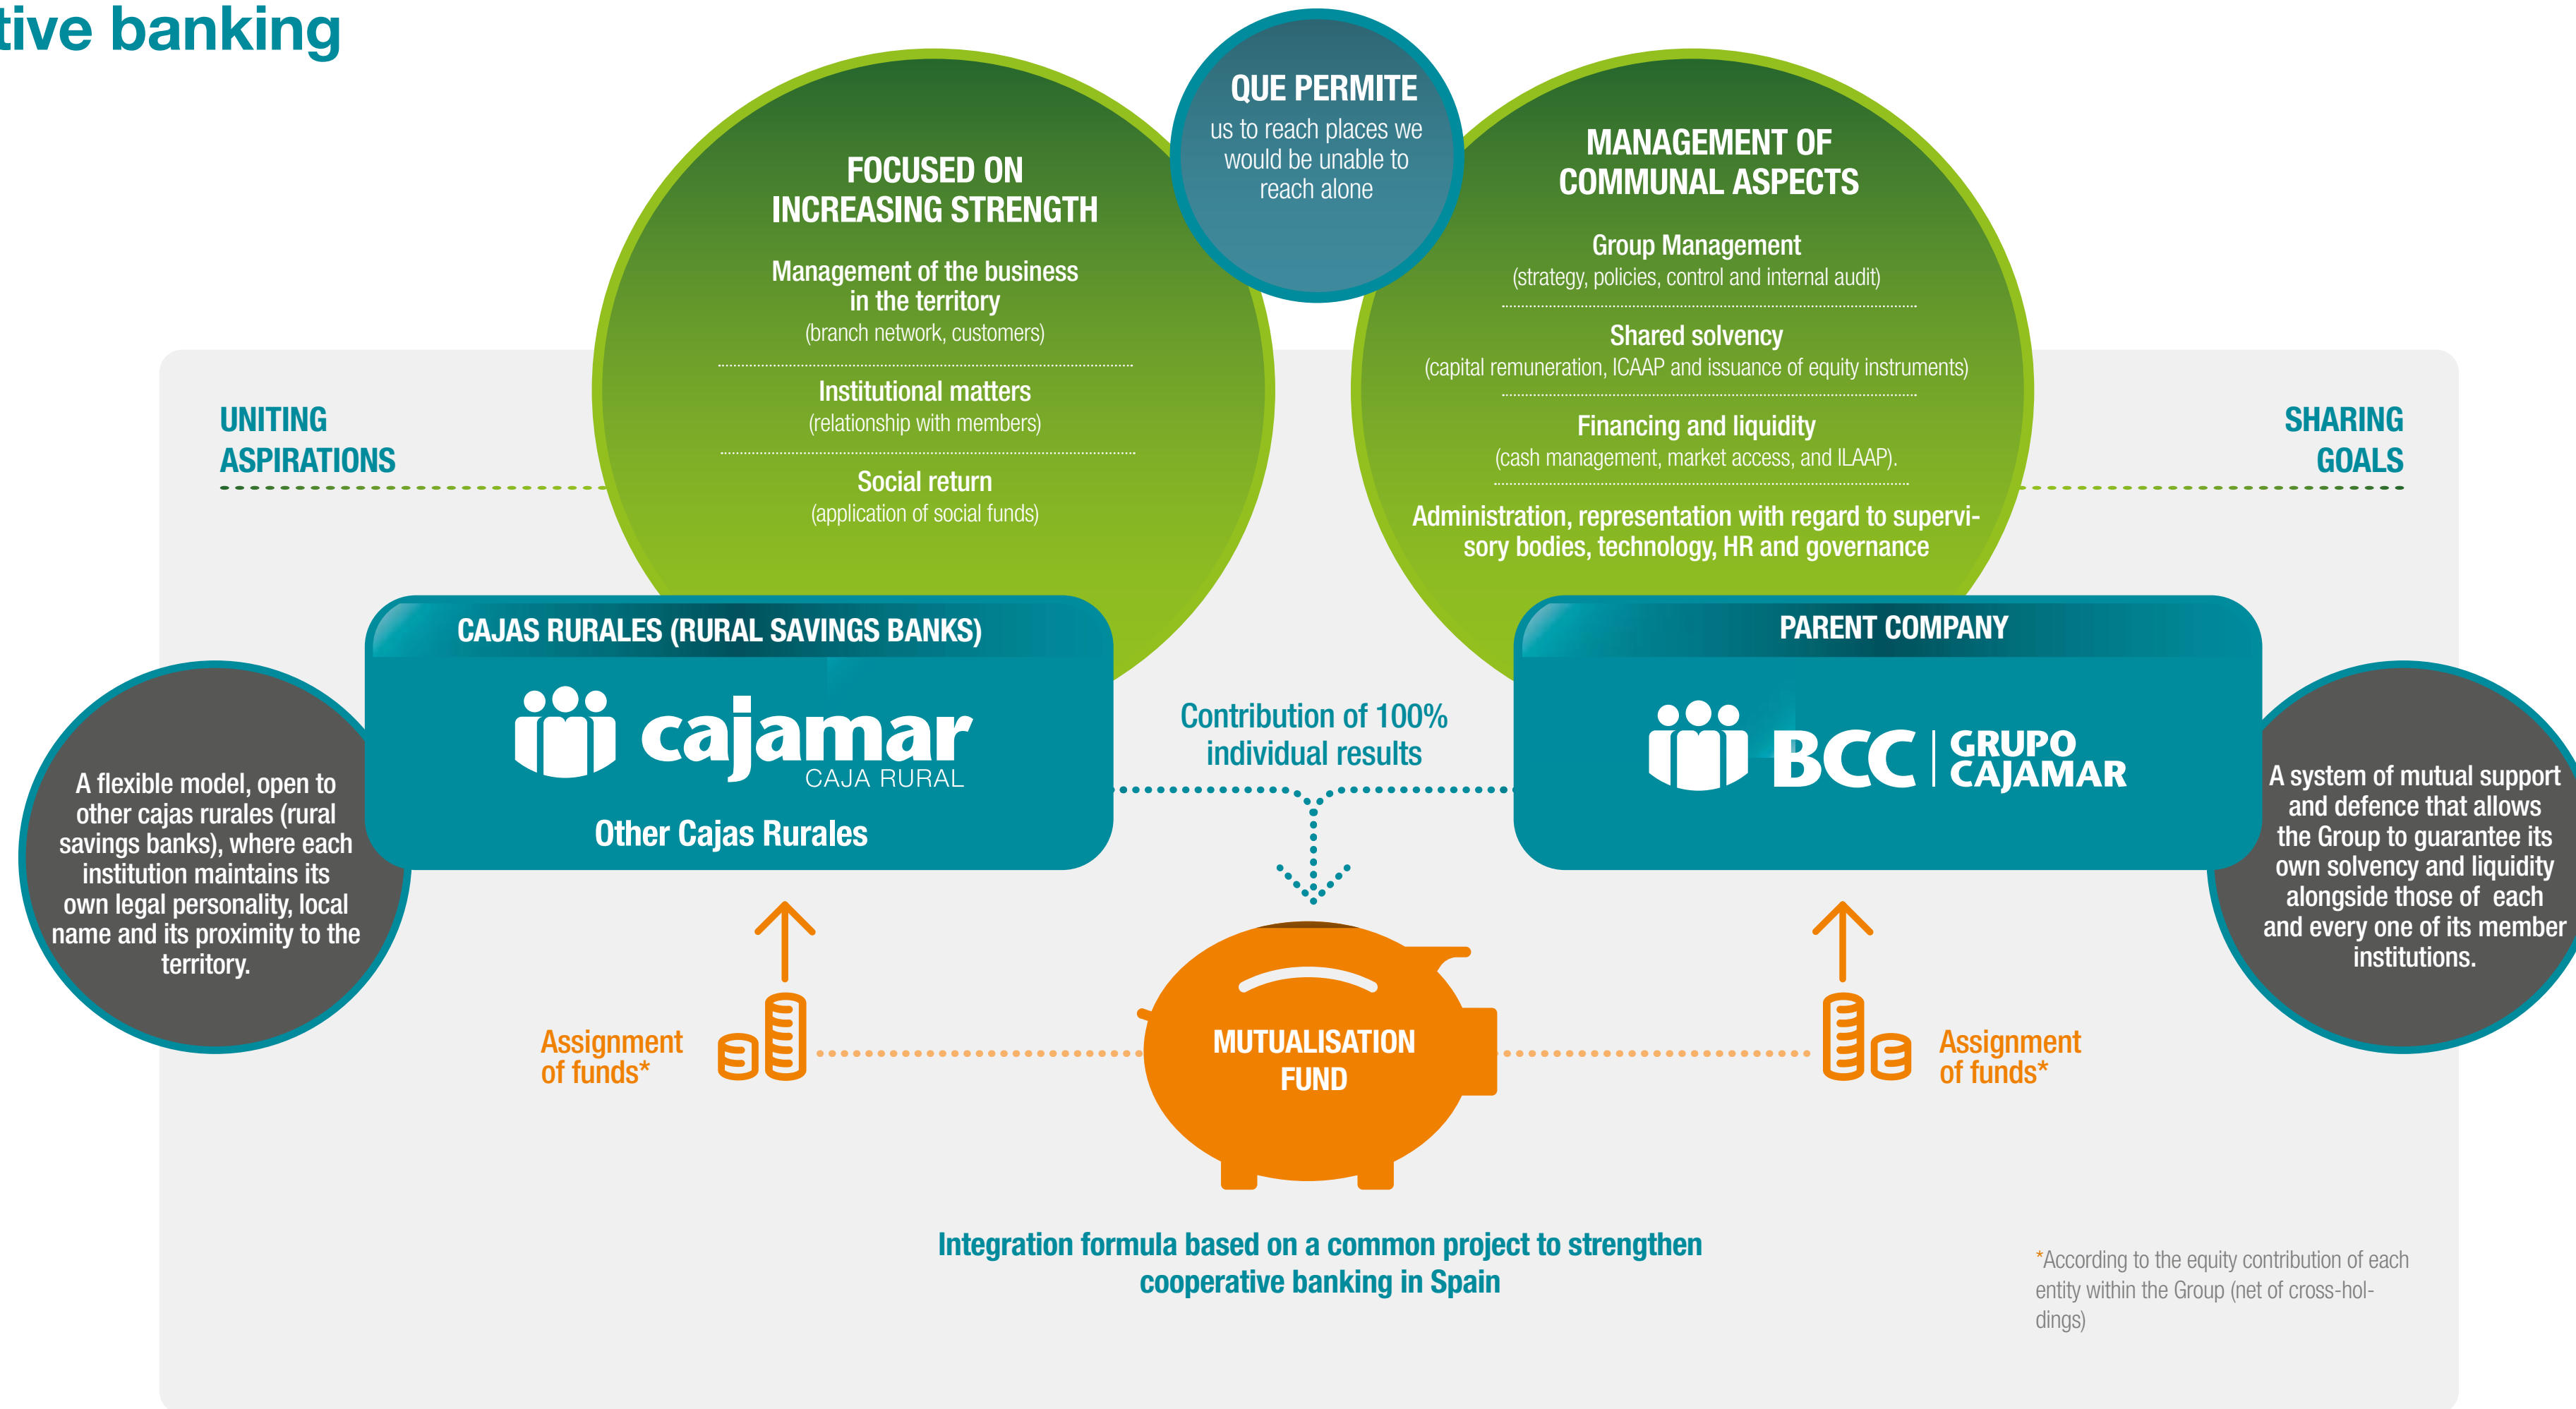 tive banking
QUE PERMITE
us to reach places we
would be unable to
reach alone
FOCUSED ON
INCREASING STRENGTH
Management of the business
in the territory
(branch network, customers)
Institutional matters
(relationship with members)
Social return
(application of social funds)
MANAGEMENT OF
COMMUNAL ASPECTS
Group Management
(strategy, policies, control and internal audit)
Shared solvency
(capital remuneration, ICAAP and issuance of equity instruments)
Financing and liquidity
(cash management, market access, and ILAAP).
Administration, representation with regard to supervi-
sory bodies, technology, HR and governance
UNITING
ASPIRATIONS
SHARING
GOALS
CAJAS RURALES (RURAL SAVINGS BANKS)
cajamar
CAJA RURAL
Other Cajas Rurales
PARENT COMPANY
BCC
GRUPO
CAJAMAR
A flexible model, open to
other cajas rurales (rural
savings banks), where each
institution maintains its
own legal personality, local
name and its proximity to the
territory.
Contribution of 100%
individual results
A system of mutual support
and defence that allows
the Group to guarantee its
own solvency and liquidity
alongside those of each
and every one of its member
institutions.
Assignment
of funds*
MUTUALISATION
FUND
Assignment
of funds*
Integration formula based on a common project to strengthen
cooperative banking in Spain
*According to the equity contribution of each
entity within the Group (net of cross-hol-
dings)